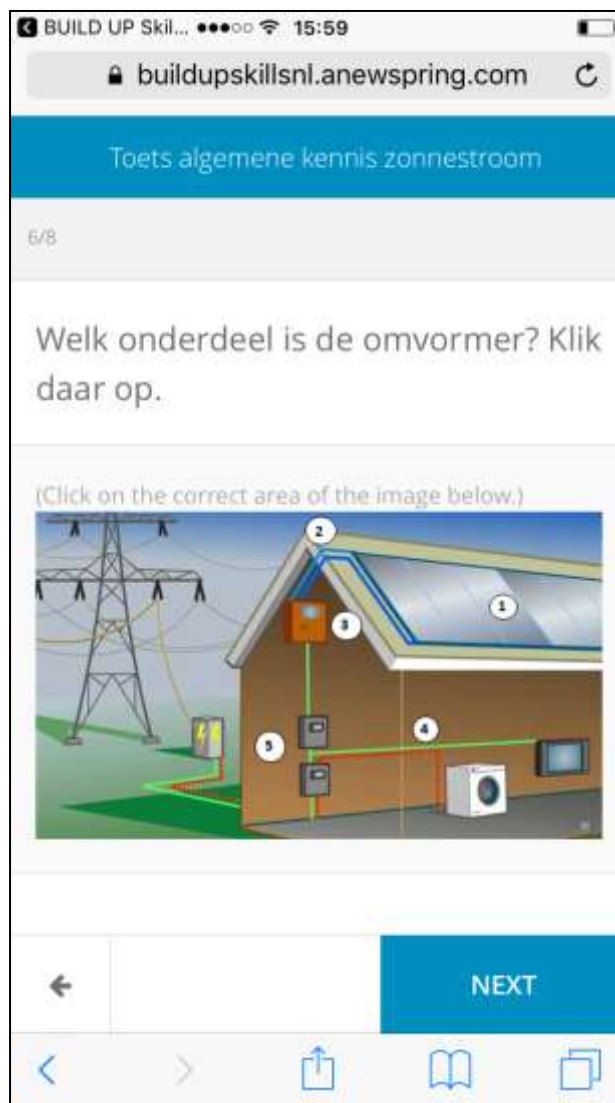 BUILD UP Skil... 15:59
buildupskillsnl.anewspring.com
Toets algemene kennis zonnestroom
6/8
Welk onderdeel is de omvormer? Klik
daar op.
(Click on the correct area of the image below.)
2
1
3
4
5
NEXT